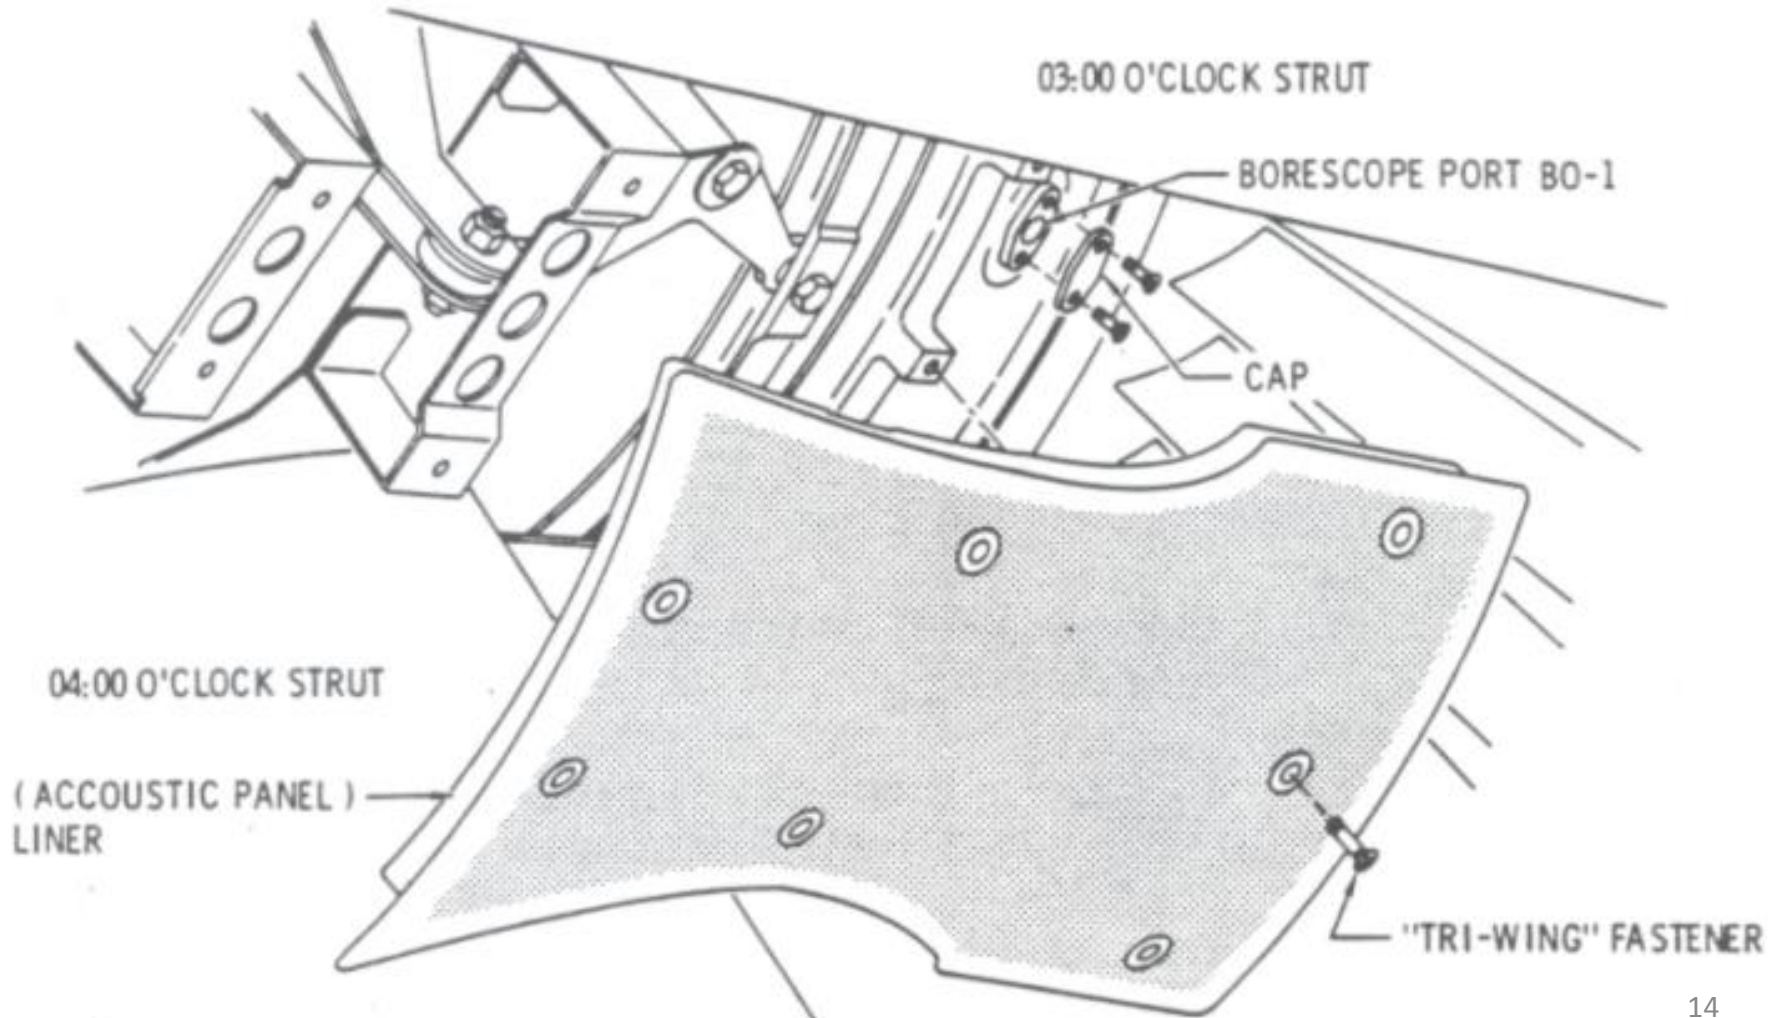 03:00 O'CLOCK STRUT
BORESCOPE PORT BO-1
CAP
04:00 O'CLOCK STRUT
( ACCOUSTIC PANEL )
LINER
"TRI-WING" FASTENER
14